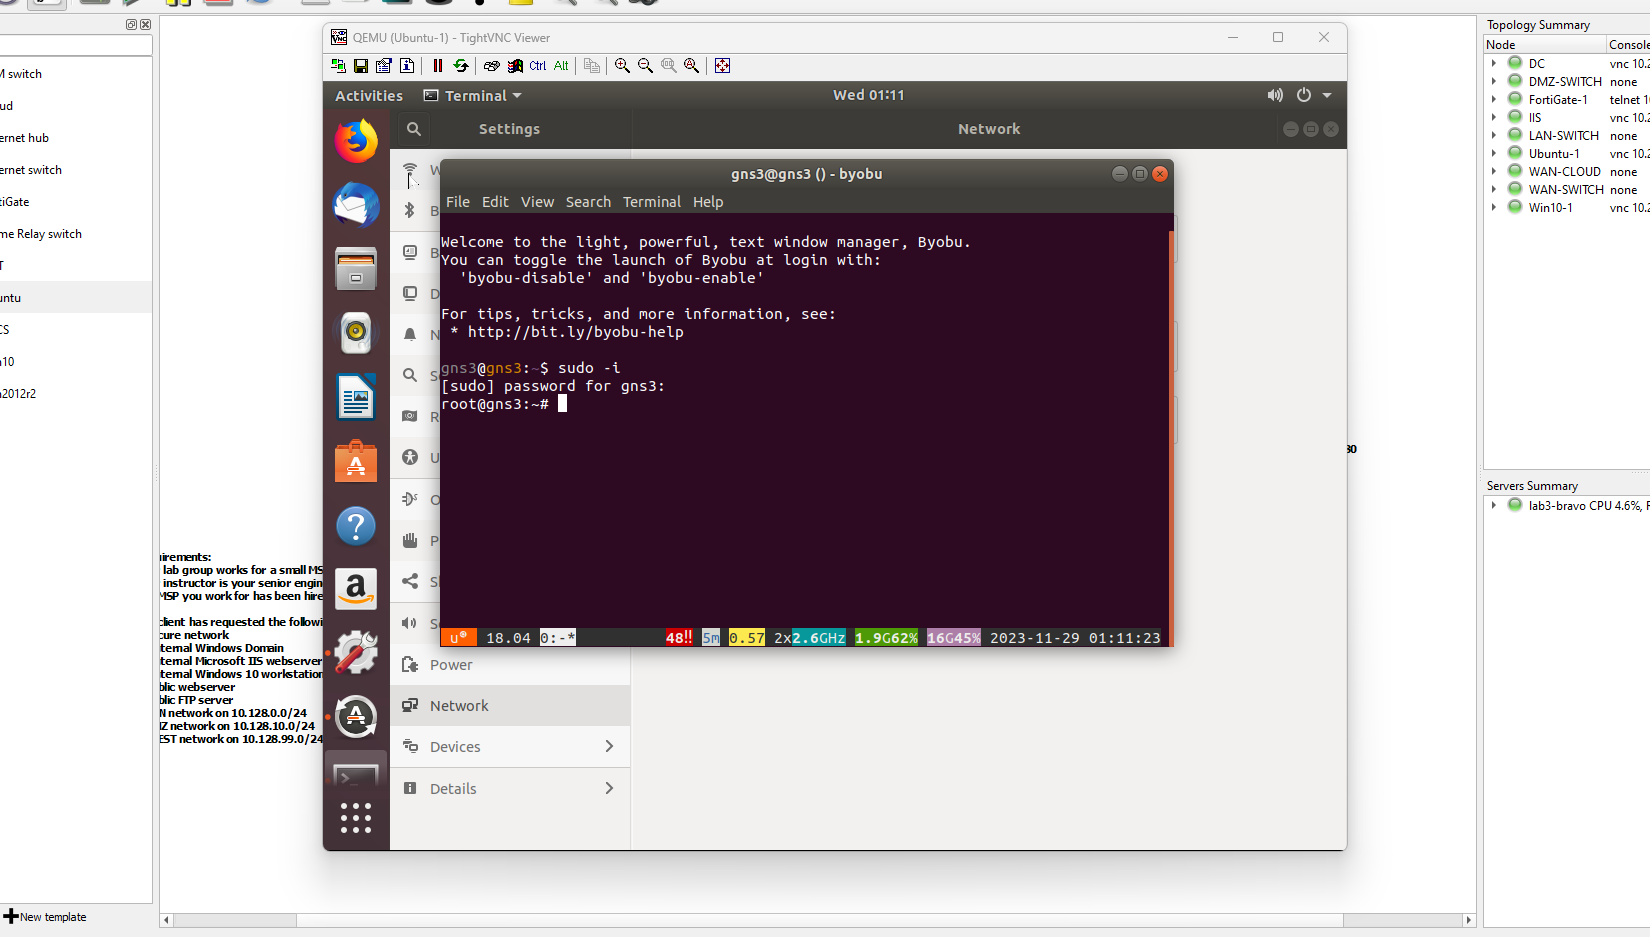 M switch
ud
ernet hub
ernet switch
tiGate
me Relay switch
T
untu
CS
n10
n2012r2
New template
QEMU (Ubuntu-1) - TightVNC Viewer
Ctrl Alt
Activities
Terminal
Wed 01:11
Settings
Network
W
B
B
D
N
S
R
U
O
P
S
S
Power
Network
Devices
Details
gns3@gns3 () - byobu
File Edit View Search Terminal Help
Welcome to the light, powerful, text window manager, Byobu.
You can toggle the launch of Byobu at login with:
'byobu-disable' and 'byobu-enable'
For tips, tricks, and more information, see:
* http://bit.ly/byobu-help
gns3@gns3:~$ sudo -i
[sudo] password for gns3:
root@gns3:~#
u® 18.04 0:-* 48!! 5m 0.57 2x2.6GHz 1.9G62% 16G45% 2023-11-29 01:11:23
uirements:
lab group works for a small MS
instructor is your senior engin
MSP you work for has been hire
client has requested the followi
cure network
ternal Windows Domain
ternal Microsoft IIS webserver
ternal Windows 10 workstation
blic webserver
blic FTP server
N network on 10.128.0.0/24
Z network on 10.128.10.0/24
EST network on 10.128.99.0/24
80
Topology Summary
Node Console
DC vnc 10.2
DMZ-SWITCH none
FortiGate-1 telnet 10
IIS vnc 10.2
LAN-SWITCH none
Ubuntu-1 vnc 10.2
WAN-CLOUD none
WAN-SWITCH none
Win10-1 vnc 10.2
Servers Summary
lab3-bravo CPU 4.6%, R